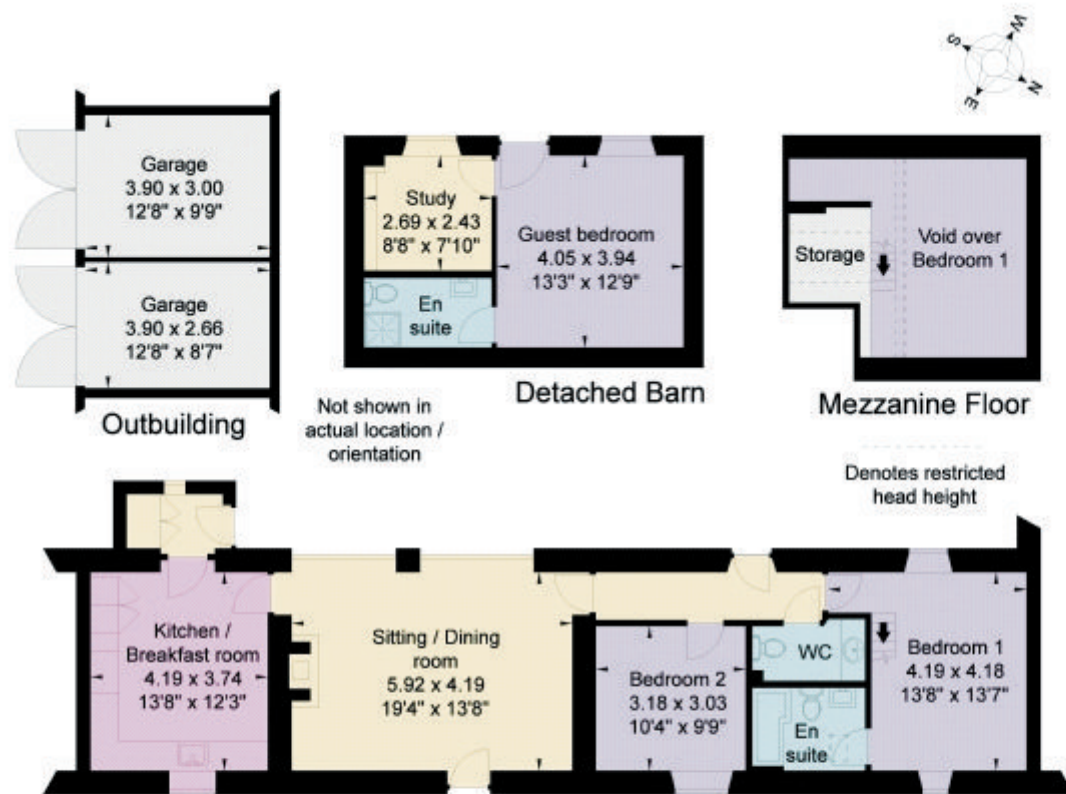 S
W
E
N
Garage
3.90 x 3.00
12'8" x 9'9"
Garage
3.90 x 2.66
12'8" x 8'7"
Outbuilding
Study
2.69 x 2.43
8'8" x 7'10"
En
suite
Guest bedroom
4.05 x 3.94
13'3" x 12'9"
Detached Barn
Not shown in
actual location /
orientation
Storage
Void over
Bedroom 1
Mezzanine Floor
Denotes restricted
head height
Kitchen /
Breakfast room
4.19 x 3.74
13'8" x 12'3"
Sitting / Dining
room
5.92 x 4.19
19'4" x 13'8"
Bedroom 2
3.18 x 3.03
10'4" x 9'9"
WC
En
suite
Bedroom 1
4.19 x 4.18
13'8" x 13'7"